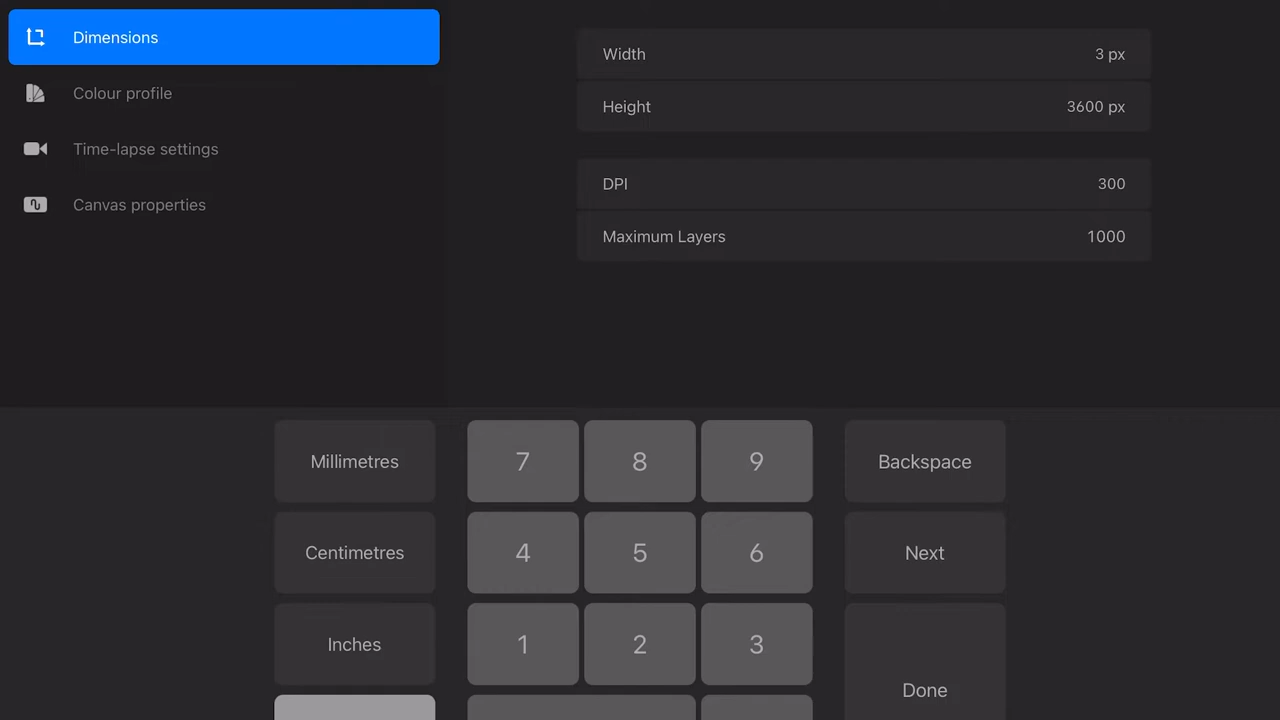 Dimensions
Colour profile
Time-lapse settings
Canvas properties
Width 3 px
Height 3600 px
DPI 300
Maximum Layers 1000
Millimetres 7 8 9 Backspace
Centimetres 4 5 6 Next
Inches 1 2 3
Done